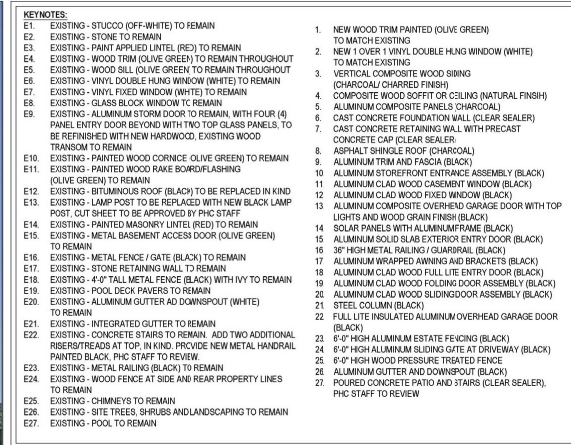 KEYNOTES:
E1. EXISTING - STUCCO (OFF-WHITE) TO REMAIN
E2. EXISTING - STONE TO REMAIN
E3. EXISTING - PAINT APPLIED LINTEL (RED) TO REMAIN
E4. EXISTING - WOOD TRIM (OLIVE GREEN) TO REMAIN THROUGHOUT
E5. EXISTING - WOOD SILL (OLIVE GREEN TO REMAIN THROUGHOUT
E6. EXISTING - VINYL DOUBLE HUNG WINDOW (WHITE) TO REMAIN
E7. EXISTING - VINYL FIXED WINDOW (WHITE) TO REMAIN
E8. EXISTING - GLASS BLOCK WINDOW TO REMAIN
E9. EXISTING - ALUMINUM STORM DOOR TO REMAIN, WITH FOUR (4)
PANEL ENTRY DOOR BEYOND WITH TWO TOP GLASS PANELS, TO
BE REFINISHED WITH NEW HARDWOOD, EXISTING WOOD
TRANSOM TO REMAIN
E10. EXISTING - PAINTED WOOD CORNICE (OLIVE GREEN) TO REMAIN
E11. EXISTING - PAINTED WOOD RAKE BOARD/FLASHING
(OLIVE GREEN) TO REMAIN
E12. EXISTING - BITUMINOUS ROOF (BLACK) TO BE REPLACED IN KIND
E13. EXISTING - LAMP POST TO BE REPLACED WITH NEW BLACK LAMP
POST, CUT SHEET TO BE APPROVED BY PHC STAFF
E14. EXISTING - PAINTED MASONRY LINTEL (RED) TO REMAIN
E15. EXISTING - METAL BASEMENT ACCESS DOOR (OLIVE GREEN)
TO REMAIN
E16. EXISTING - METAL FENCE / GATE (BLACK) TO REMAIN
E17. EXISTING - STONE RETAINING WALL TO REMAIN
E18. EXISTING - 4'-0" TALL METAL FENCE (BLACK) WITH IVY TO REMAIN
E19. EXISTING - POOL DECK PAVERS TO REMAIN
E20. EXISTING - ALUMINUM GUTTER AD DOWNSPOUT (WHITE)
TO REMAIN
E21. EXISTING - INTEGRATED GUTTER TO REMAIN
E22. EXISTING - CONCRETE STAIRS TO REMAIN. ADD TWO ADDITIONAL
RISERS/TREADS AT TOP, IN KIND. PROVIDE NEW METAL HANDRAIL
PAINTED BLACK, PHC STAFF TO REVIEW.
E23. EXISTING - METAL RAILING (BLACK) TO REMAIN
E24. EXISTING - WOOD FENCE AT SIDE AND REAR PROPERTY LINES
TO REMAIN
E25. EXISTING - CHIMNEYS TO REMAIN
E26. EXISTING - SITE TREES, SHRUBS AND LANDSCAPING TO REMAIN
E27. EXISTING - POOL TO REMAIN
1. NEW WOOD TRIM PAINTED (OLIVE GREEN)
TO MATCH EXISTING
2. NEW 1 OVER 1 VINYL DOUBLE HUNG WINDOW (WHITE)
TO MATCH EXISTING
3. VERTICAL COMPOSITE WOOD SIDING
(CHARCOAL/ CHARRED FINISH)
4. COMPOSITE WOOD SOFFIT OR CEILING (NATURAL FINSIH)
5. ALUMINUM COMPOSITE PANELS (CHARCOAL)
6. CAST CONCRETE FOUNDATION WALL (CLEAR SEALER)
7. CAST CONCRETE RETAINING WALL WITH PRECAST
CONCRETE CAP (CLEAR SEALER)
8. ASPHALT SHINGLE ROOF (CHARCOAL)
9. ALUMINUM TRIM AND FASCIA (BLACK)
10 ALUMINUM STOREFRONT ENTRANCE ASSEMBLY (BLACK)
11 ALUMINUM CLAD WOOD CASEMENT WINDOW (BLACK)
12 ALUMINUM CLAD WOOD FIXED WINDOW (BLACK)
13 ALUMINUM COMPOSITE OVERHEAD GARAGE DOOR WITH TOP
LIGHTS AND WOOD GRAIN FINISH (BLACK)
14 SOLAR PANELS WITH ALUMINUM FRAME (BLACK)
15 ALUMINUM SOLID SLAB EXTERIOR ENTRY DOOR (BLACK)
16 36" HIGH METAL RAILING / GUARDRAIL (BLACK)
17 ALUMINUM WRAPPED AWNING AND BRACKETS (BLACK)
18 ALUMINUM CLAD WOOD FULL LITE ENTRY DOOR (BLACK)
19 ALUMINUM CLAD WOOD FOLDING DOOR ASSEMBLY (BLACK)
20 ALUMINUM CLAD WOOD SLIDING DOOR ASSEMBLY (BLACK)
21. STEEL COLUMN (BLACK)
22 FULL LITE INSULATED ALUMINUM OVERHEAD GARAGE DOOR
(BLACK)
23 6'-0" HIGH ALUMINUM ESTATE FENCING (BLACK)
24 6'-0" HIGH ALUMINUM SLIDING GATE AT DRIVEWAY (BLACK)
25 6'-0" HIGH WOOD PRESSURE TREATED FENCE
26 ALUMINUM GUTTER AND DOWNSPOUT (BLACK)
27. POURED CONCRETE PATIO AND STAIRS (CLEAR SEALER),
PHC STAFF TO REVIEW